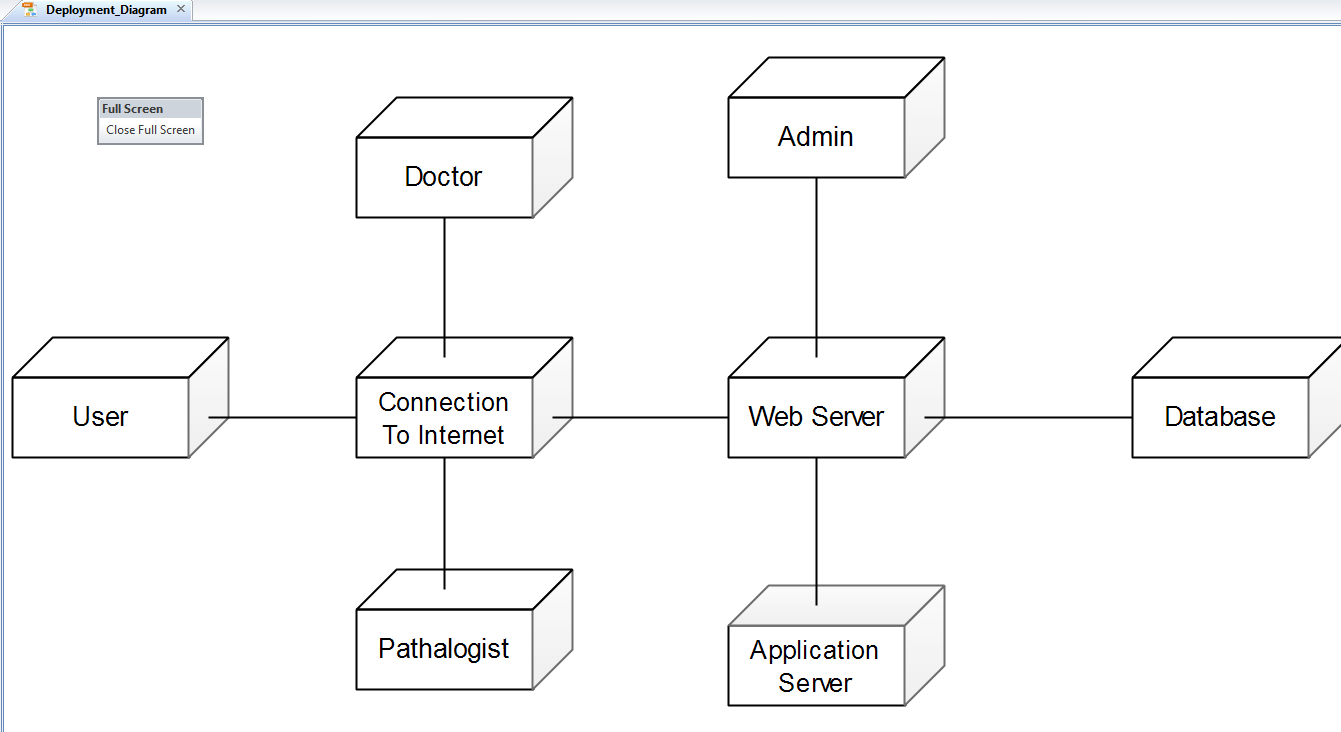 Deployment_Diagram
Full Screen
Close Full Screen
Doctor
Admin
User
Connection
To Internet
Web Server
Database
Pathalogist
Application
Server